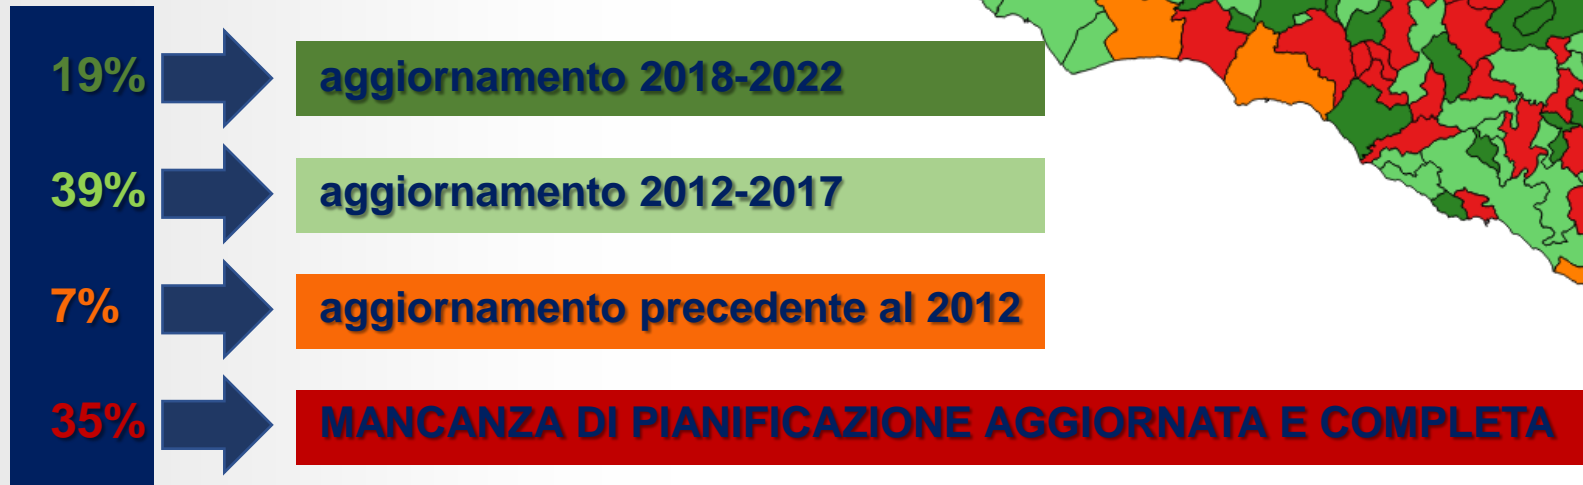 19% aggiornamento 2018-2022
39% aggiornamento 2012-2017
7% aggiornamento precedente al 2012
35% MANCANZA DI PIANIFICAZIONE AGGIORNATA E COMPLETA